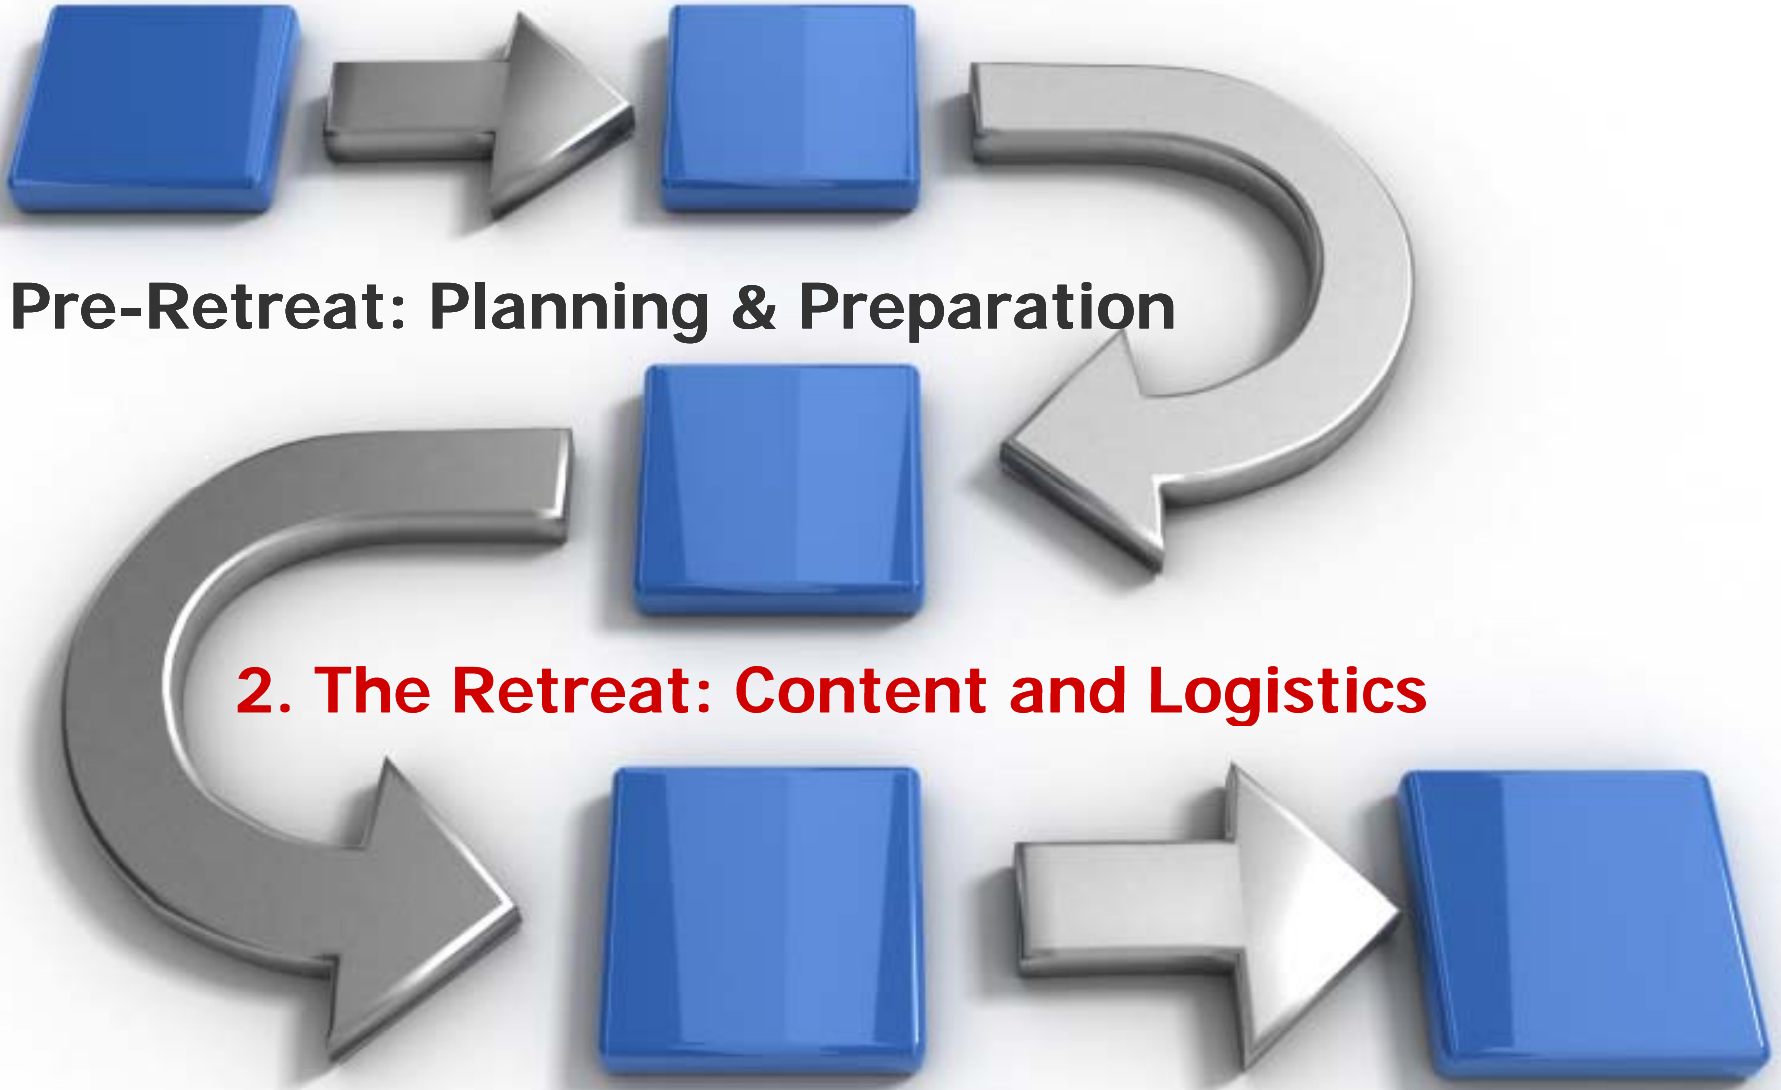 Pre-Retreat: Planning & Preparation
2. The Retreat: Content and Logistics